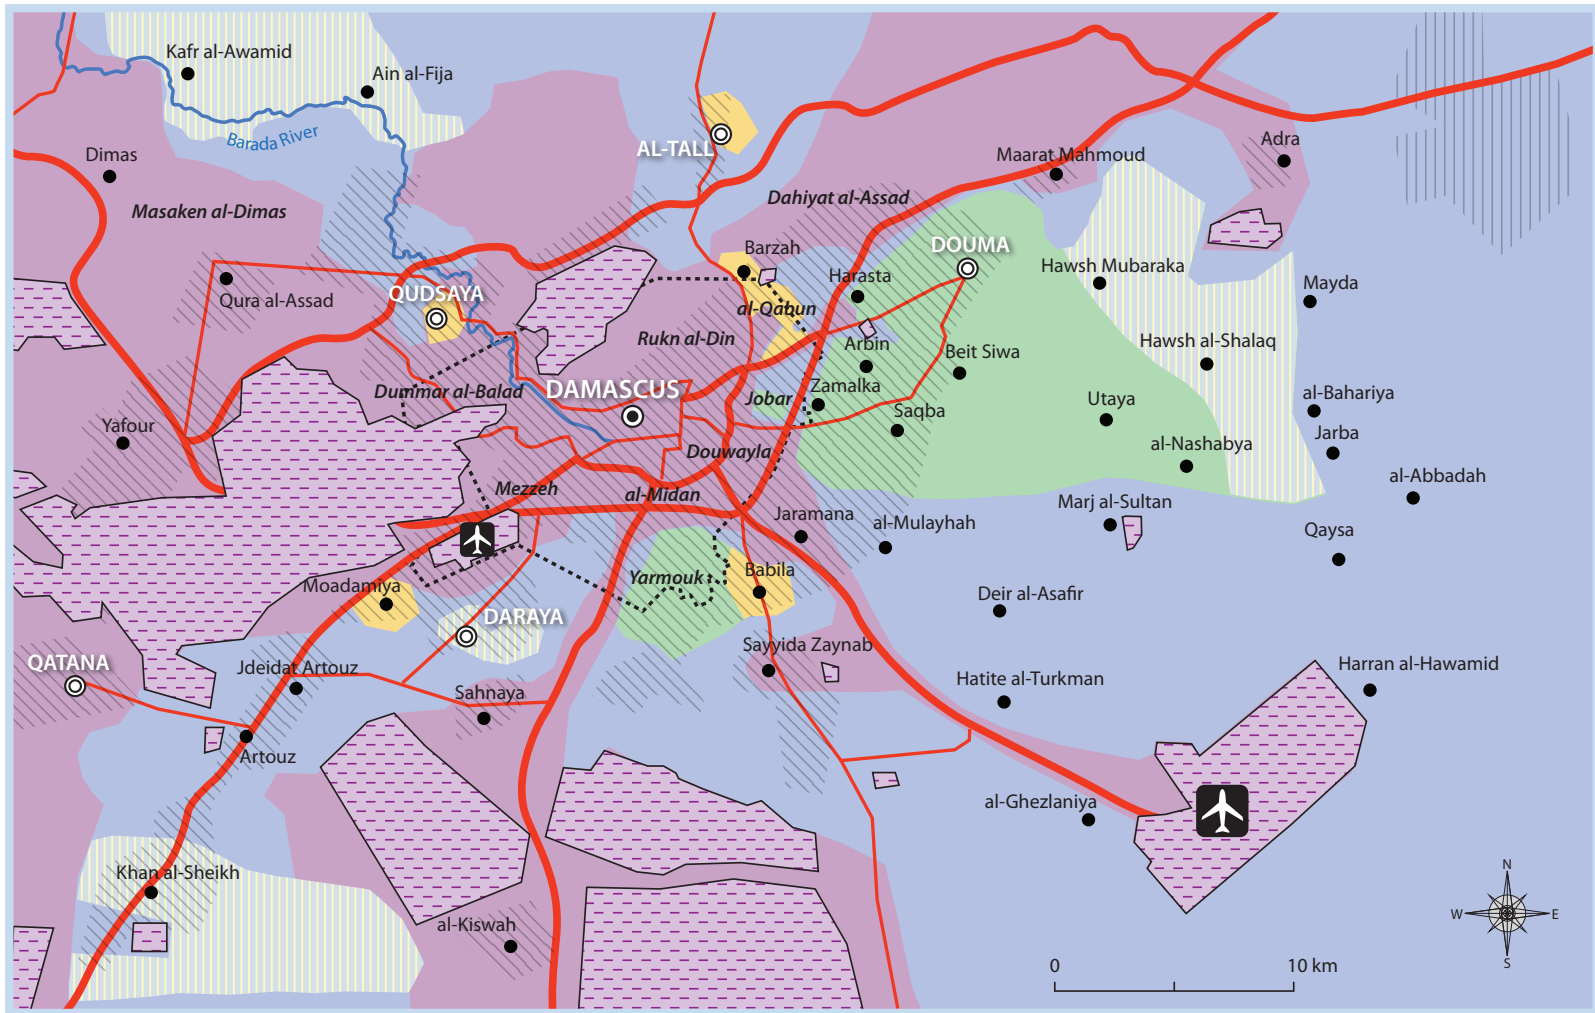 Kafr al-Awamid
Ain al-Fija
Barada River
AL-TALL
Adra
Dimas
Maarat Mahmoud
Masaken al-Dimas
Dahiyat al-Assad
DOUMA
Barzah
Hawsh Mubaraka
Harasta
Mayda
QUDSAYA
Qura al-Assad
al-Qabun
Rukn al-Din
Arbin
Beit Siwa
Hawsh al-Shalaq
Dummar al-Balad
DAMASCUS
Zamalka
Jobar
al-Bahariya
Utaya
Saqba
Yafour
Jarba
al-Nashabya
Douwayla
al-Abbadah
Mezzeh
al-Midan
Marj al-Sultan
Jaramana
al-Mulayhah
Qaysa
Babila
Yarmouk
Moadamiya
Deir al-Asafir
DARAYA
Sayyida Zaynab
QATANA
Jdeidat Artouz
Harran al-Hawamid
Hatite al-Turkman
Sahnaya
Artouz
al-Ghezlaniya
Khan al-Sheikh
al-Kiswah
N
W E
S
0 10 km